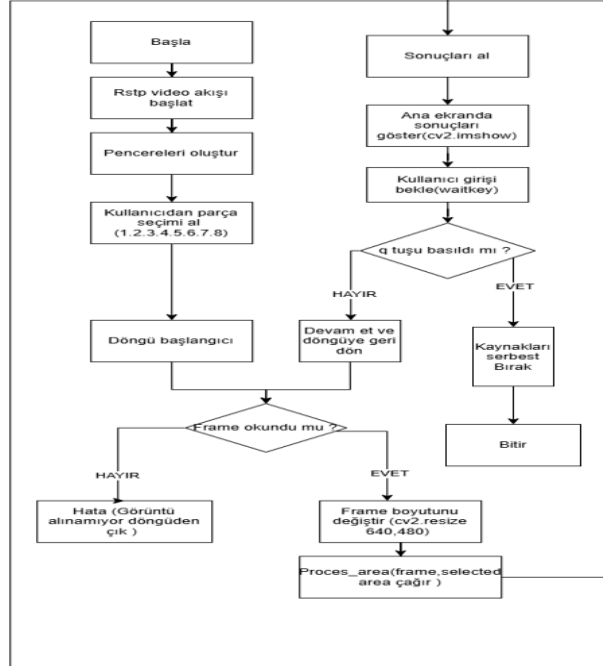 Başla
Rstp video akışı
başlat
Pencereleri oluştur
Kullanıcıdan parça
seçimi al
(1.2.3.4.5.6.7.8)
Döngü başlangıcı
Sonuçları al
Ana ekranda
sonuçları
göster(cv2.imshow)
Kullanıcı girişi
bekle(waitkey)
q tuşu basıldı mı ?
HAYIR
EVET
Devam et ve
döngüye geri
dön
Kaynakları
serbest
Bırak
Bitir
Frame okundu mu ?
HAYIR
EVET
Hata (Görüntü
alınamıyor döngüden
çık )
Frame boyutunu
değiştir (cv2.resize
640,480)
Proces_area(frame,selected
area çağır )